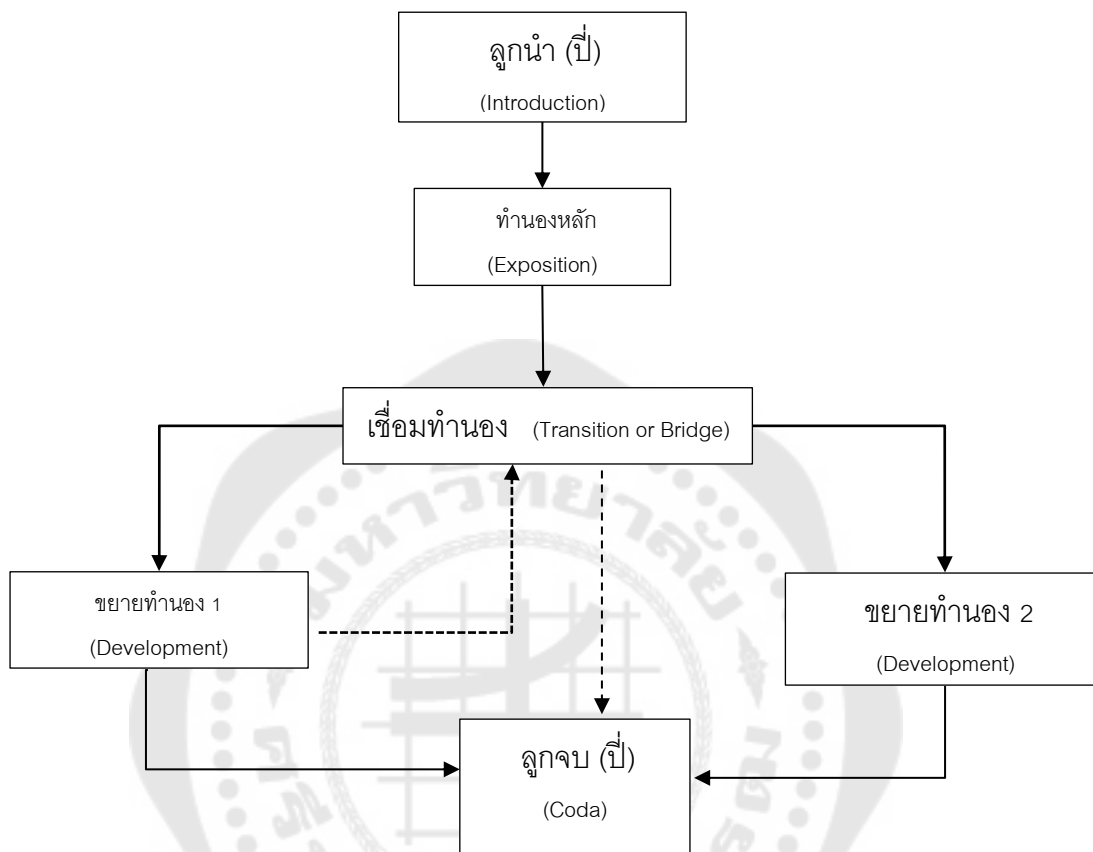 ลูกนำ (ปี่)
(Introduction)
ทำนองหลัก
(Exposition)
เชื่อมทำนอง (Transition or Bridge)
ขยายทำนอง 1
(Development)
ขยายทำนอง 2
(Development)
ลูกจบ (ปี่)
(Coda)